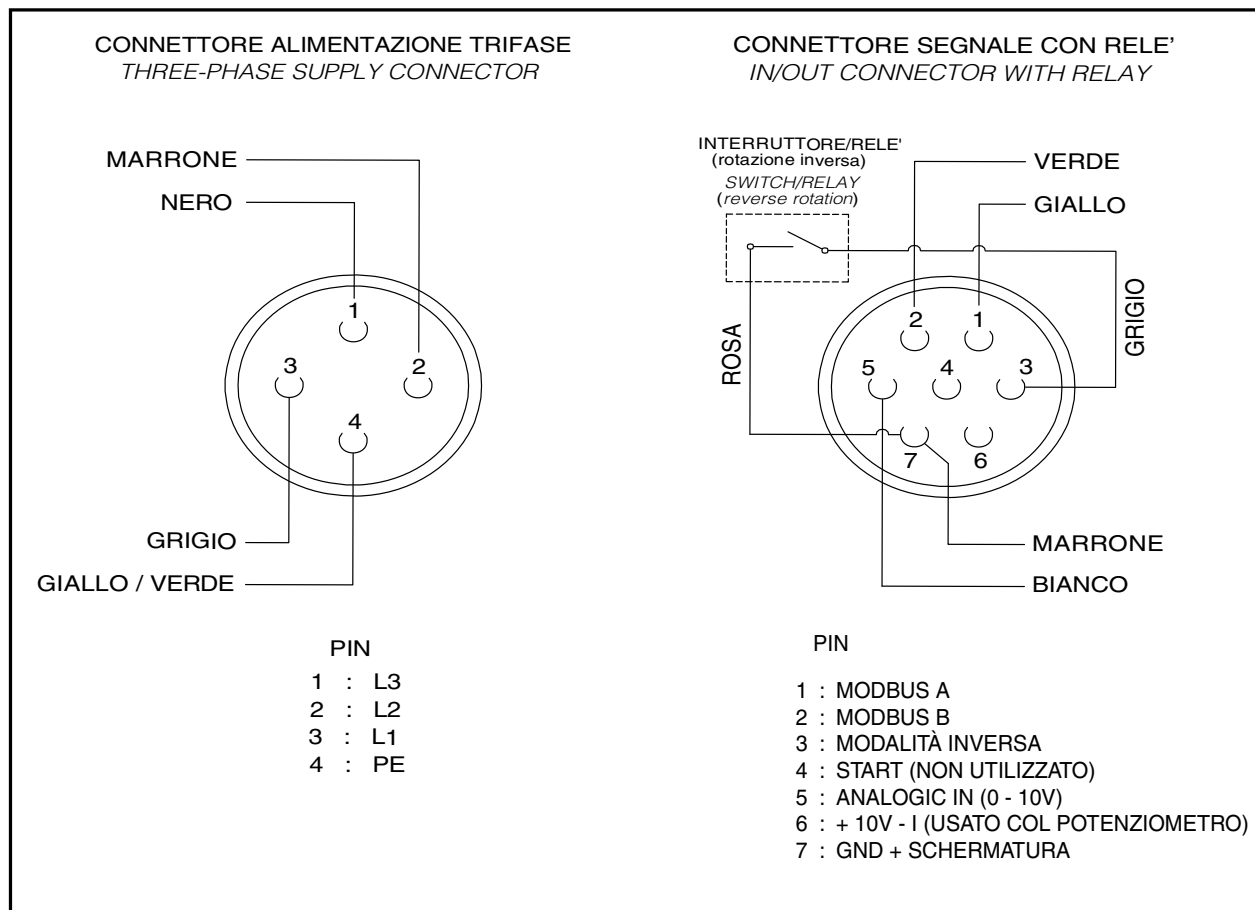 CONNETTORE ALIMENTAZIONE TRIFASE
THREE-PHASE SUPPLY CONNECTOR
MARRONE
NERO
1
3
2
4
GRIGIO
GIALLO / VERDE
PIN
1 : L3
2 : L2
3 : L1
4 : PE
CONNETTORE SEGNALE CON RELE'
IN/OUT CONNECTOR WITH RELAY
INTERRUTTORE/RELE'
(rotazione inversa)
SWITCH/RELAY
(reverse rotation)
VERDE
GIALLO
ROSA
GRIGIO
2 1
5 4 3
7 6
MARRONE
BIANCO
PIN
1 : MODBUS A
2 : MODBUS B
3 : MODALITÀ INVERSA
4 : START (NON UTILIZZATO)
5 : ANALOGIC IN (0 - 10V)
6 : + 10V - I (USATO COL POTENZIOMETRO)
7 : GND + SCHERMATURA